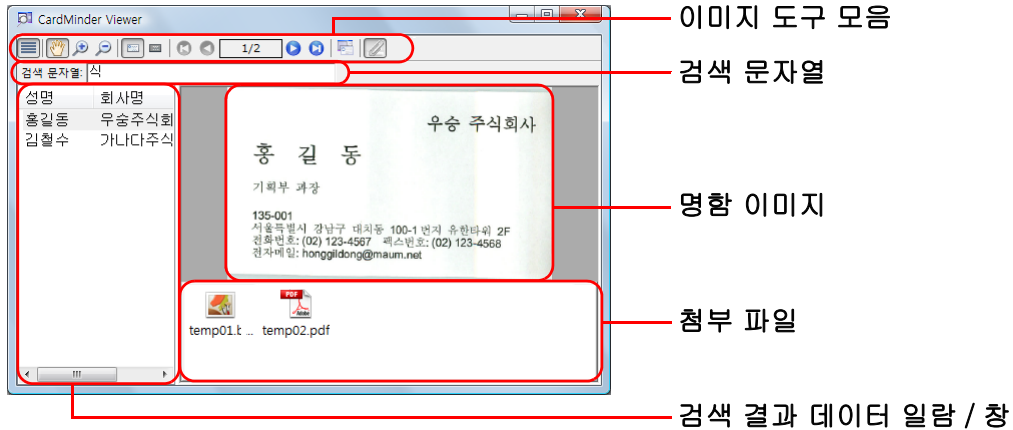 CardMinder Viewer
이미지 도구 모음
1/2
검색 문자열: 식
검색 문자열
성명 회사명
홍길동 우승주식회
김철수 가나다주식
우승 주식회사
홍 길 동
기획부 과장
135-001
서울특별시 강남구 대치동 100-1 번지 유한타워 2F
전화번호: (02) 123-4567 팩스번호: (02) 123-4568
전자메일: honggildong@maum.net
명함 이미지
PDF
Adobe
temp01.b ... temp02.pdf
첨부 파일
검색 결과 데이터 일람 / 창